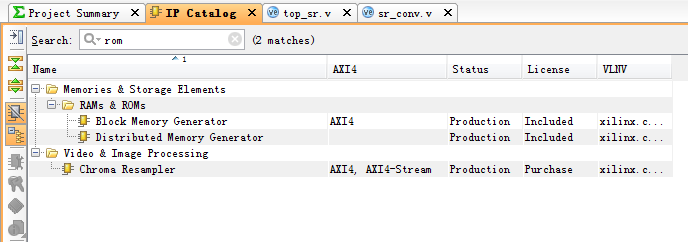 Project Summary IP Catalog top_sr.v sr_conv.v
Search: rom (2 matches)
Name 1 AXI4 Status License VLNV
Memories & Storage Elements
RAMs & ROMs
Block Memory Generator AXI4 Production Included xilinx.c...
Distributed Memory Generator Production Included xilinx.c...
Video & Image Processing
Chroma Resampler AXI4, AXI4-Stream Production Purchase xilinx.c...